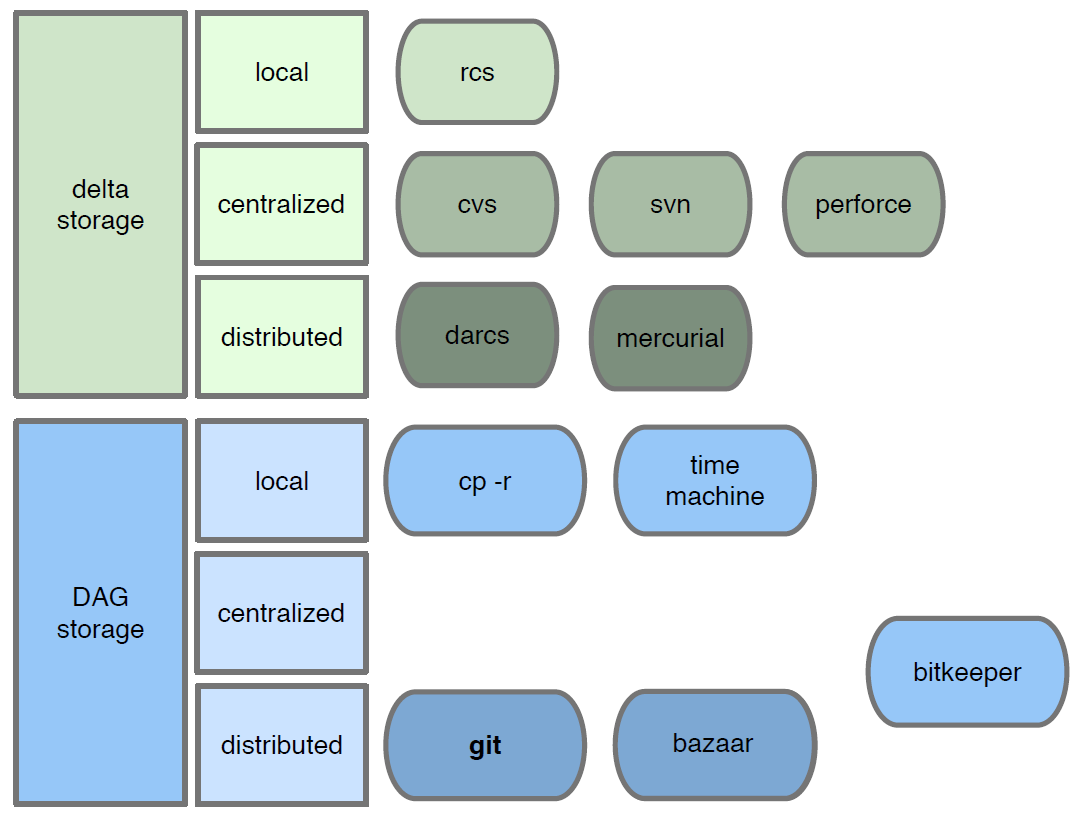 delta
storage
local
rcs
centralized
cvs
svn
perforce
distributed
darcs
mercurial
DAG
storage
local
cp -r
time
machine
centralized
bitkeeper
distributed
git
bazaar